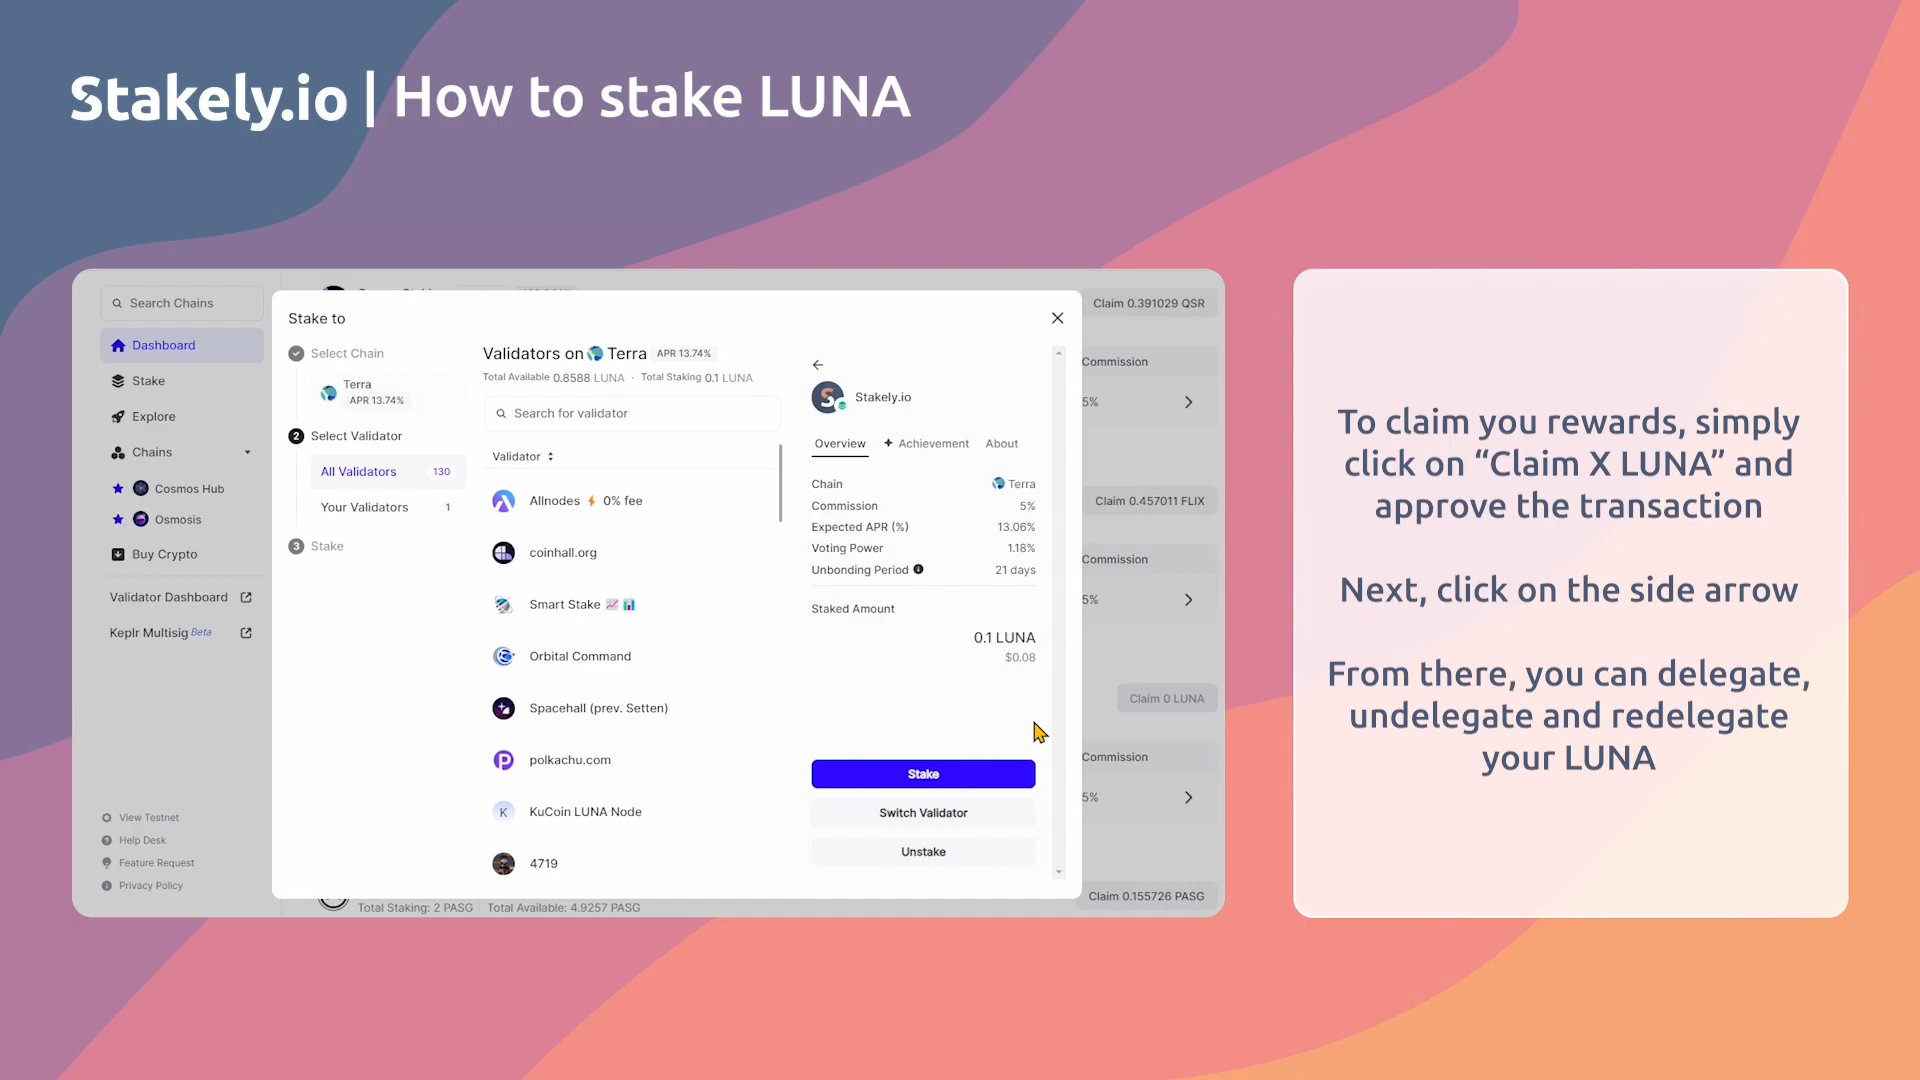 Stakely.io | How to stake LUNA
Search Chains
Dashboard
Stake
Explore
Chains
Cosmos Hub
Osmosis
Buy Crypto
Validator Dashboard
Keplr Multisig Beta
View Testnet
Help Desk
Feature Request
Privacy Policy
Stake to
Select Chain
Terra
APR 13.74%
2 Select Validator
All Validators 130
Your Validators 1
3 Stake
Validators on Terra APR 13.74%
Total Available 0.8588 LUNA · Total Staking 0.1 LUNA
Search for validator
Validator
Allnodes ⚡ 0% fee
coinhall.org
Smart Stake 📈 📊
Orbital Command
Spacehall (prev. Setten)
polkachu.com
K KuCoin LUNA Node
4719
Stakely.io
Overview Achievement About
Chain Terra
Commission 5%
Expected APR (%) 13.06%
Voting Power 1.18%
Unbonding Period 21 days
Staked Amount
0.1 LUNA
$0.08
Stake
Switch Validator
Unstake
Claim 0.391029 QSR
Commission
5%
Claim 0.457011 FLIX
Commission
5%
Claim 0 LUNA
Commission
5%
Claim 0.155726 PASG
Total Staking: 2 PASG Total Available: 4.9257 PASG
To claim you rewards, simply
click on “Claim X LUNA” and
approve the transaction
Next, click on the side arrow
From there, you can delegate,
undelegate and redelegate
your LUNA